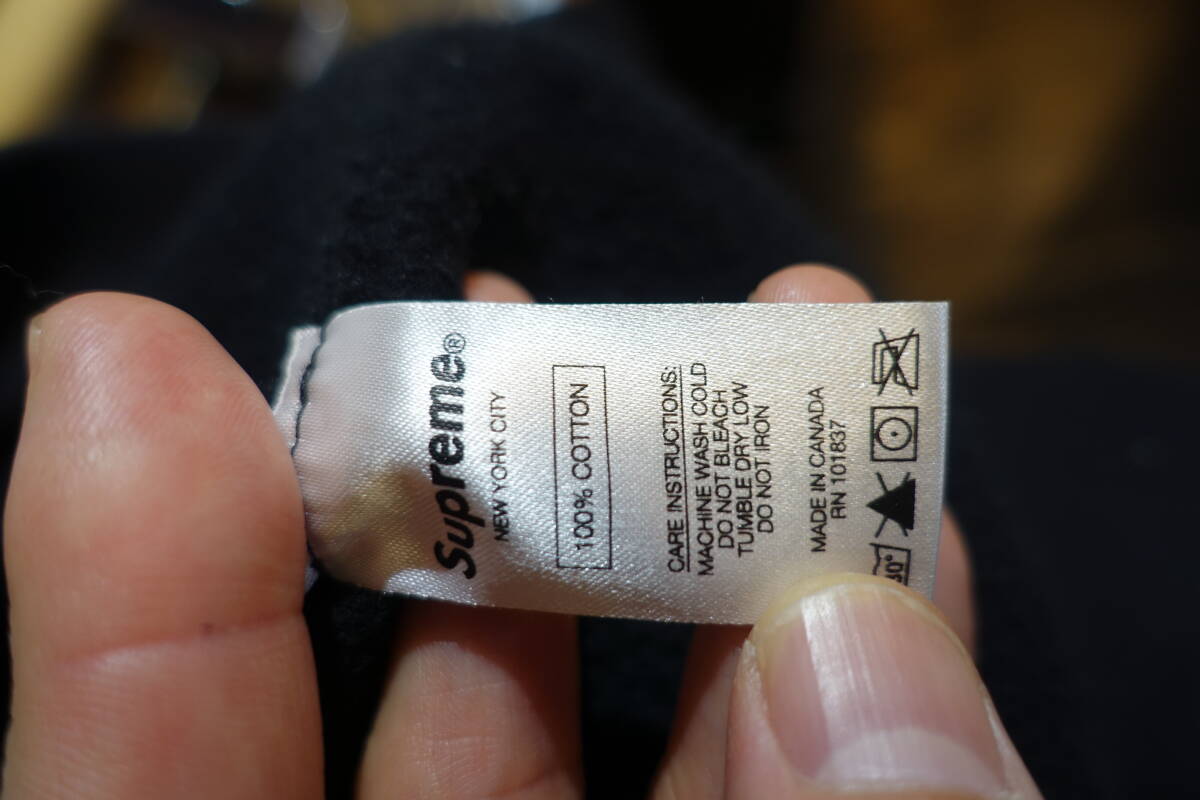 Supreme®
NEW YORK CITY
100% COTTON
CARE INSTRUCTIONS:
MACHINE WASH COLD
DO NOT BLEACH
TUMBLE DRY LOW
DO NOT IRON
MADE IN CANADA
RN 101837
30°